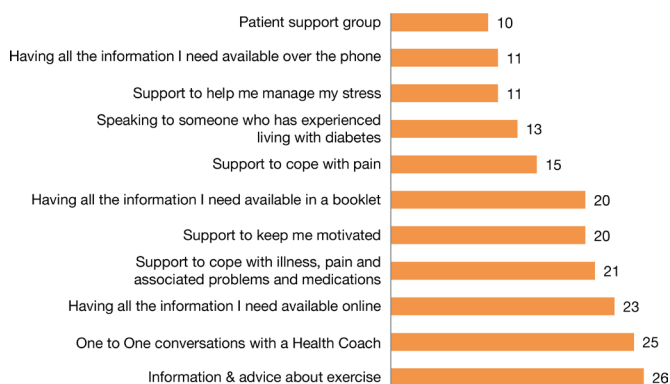 Patient support group 10
Having all the information I need available over the phone 11
Support to help me manage my stress 11
Speaking to someone who has experienced
living with diabetes 13
Support to cope with pain 15
Having all the information I need available in a booklet 20
Support to keep me motivated 20
Support to cope with illness, pain and
associated problems and medications 21
Having all the information I need available online 23
One to One conversations with a Health Coach 25
Information & advice about exercise 26